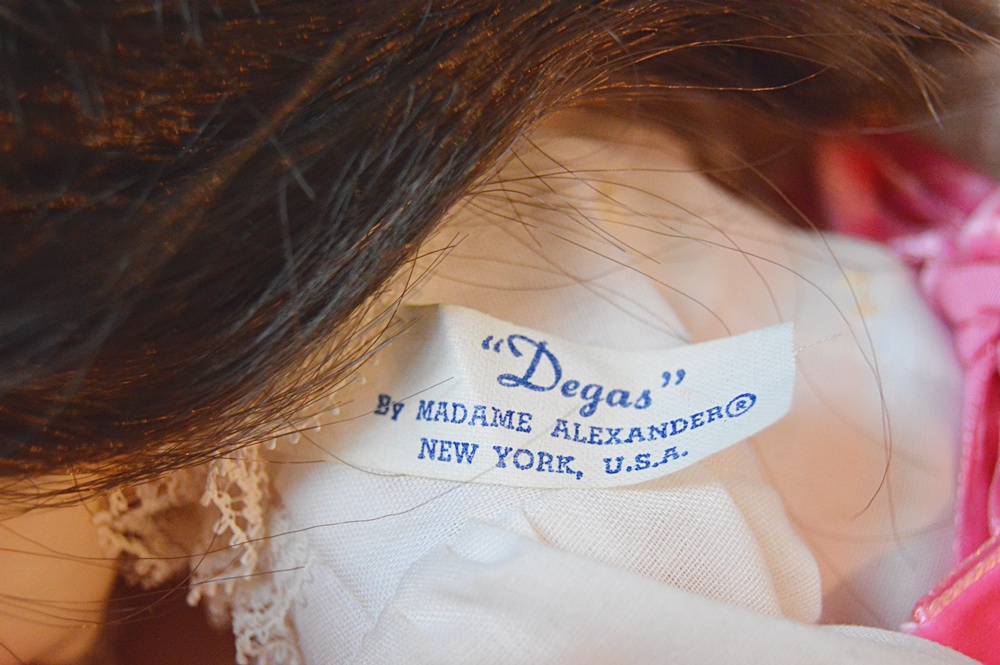 “Degas”
By MADAME ALEXANDER®
NEW YORK, U.S.A.